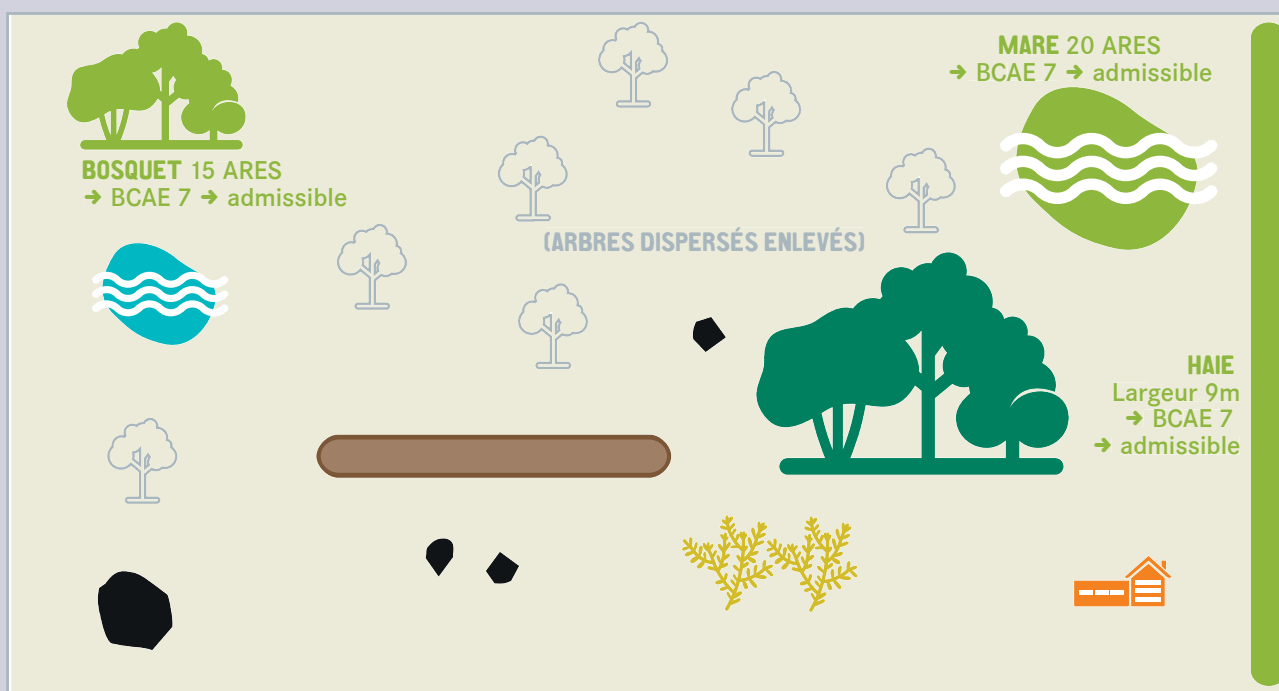 MARE 20 ARES
➔ BCAE 7 ➔ admissible
BOSQUET 15 ARES
➔ BCAE 7 ➔ admissible
(ARBRES DISPERSÉS ENLEVÉS)
HAIE
Largeur 9m
➔ BCAE 7
➔ admissible